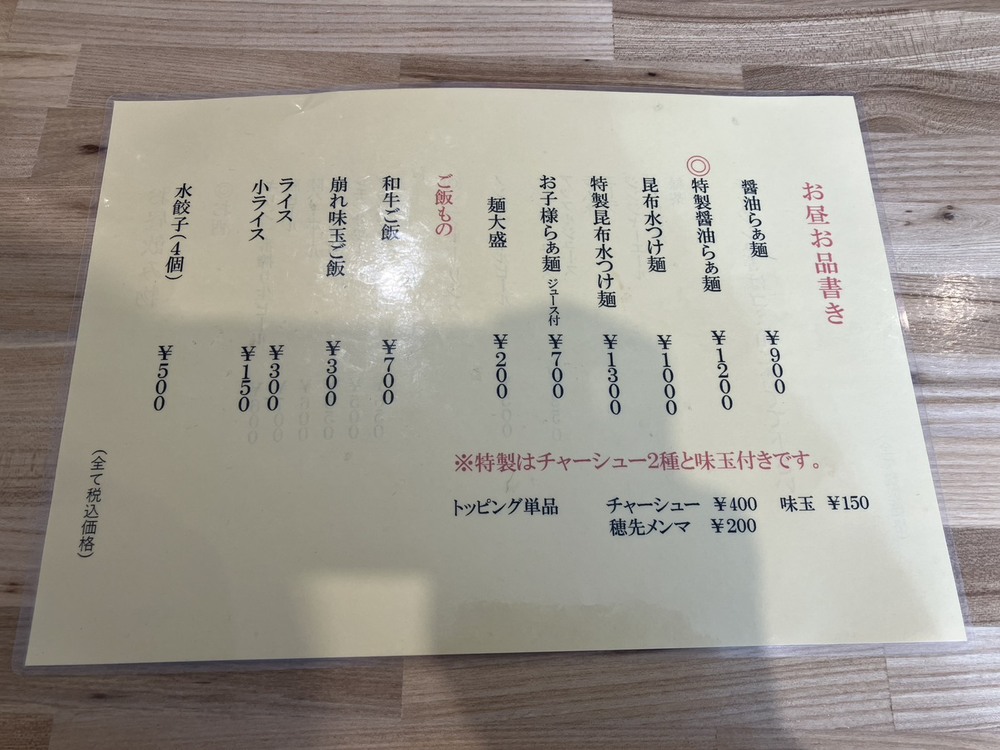 お昼お品書き
醤油らぁ麺 ¥900
◎特製醤油らぁ麺 ¥1200
昆布水つけ麺 ¥1000
特製昆布水つけ麺 ¥1300
お子様らぁ麺 ジュース付 ¥700
麺大盛 ¥200
ご飯もの
和牛ご飯 ¥700
崩れ味玉ご飯 ¥300
ライス ¥300
小ライス ¥150
水餃子(4個) ¥500
※特製はチャーシュー2種と味玉付きです。
トッピング単品 チャーシュー ¥400 味玉 ¥150
穂先メンマ ¥200
(全て税込価格)